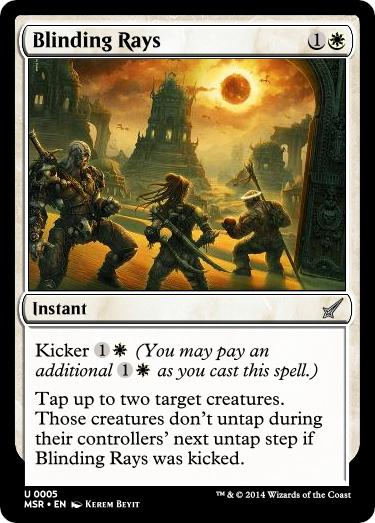 Blinding Rays 1
Instant
Kicker 1 (You may pay an
additional 1 as you cast this spell.)
Tap up to two target creatures.
Those creatures don't untap during
their controllers' next untap step if
Blinding Rays was kicked.
U 0005
MSR • EN Kerem Beyit
™ & © 2014 Wizards of the Coast